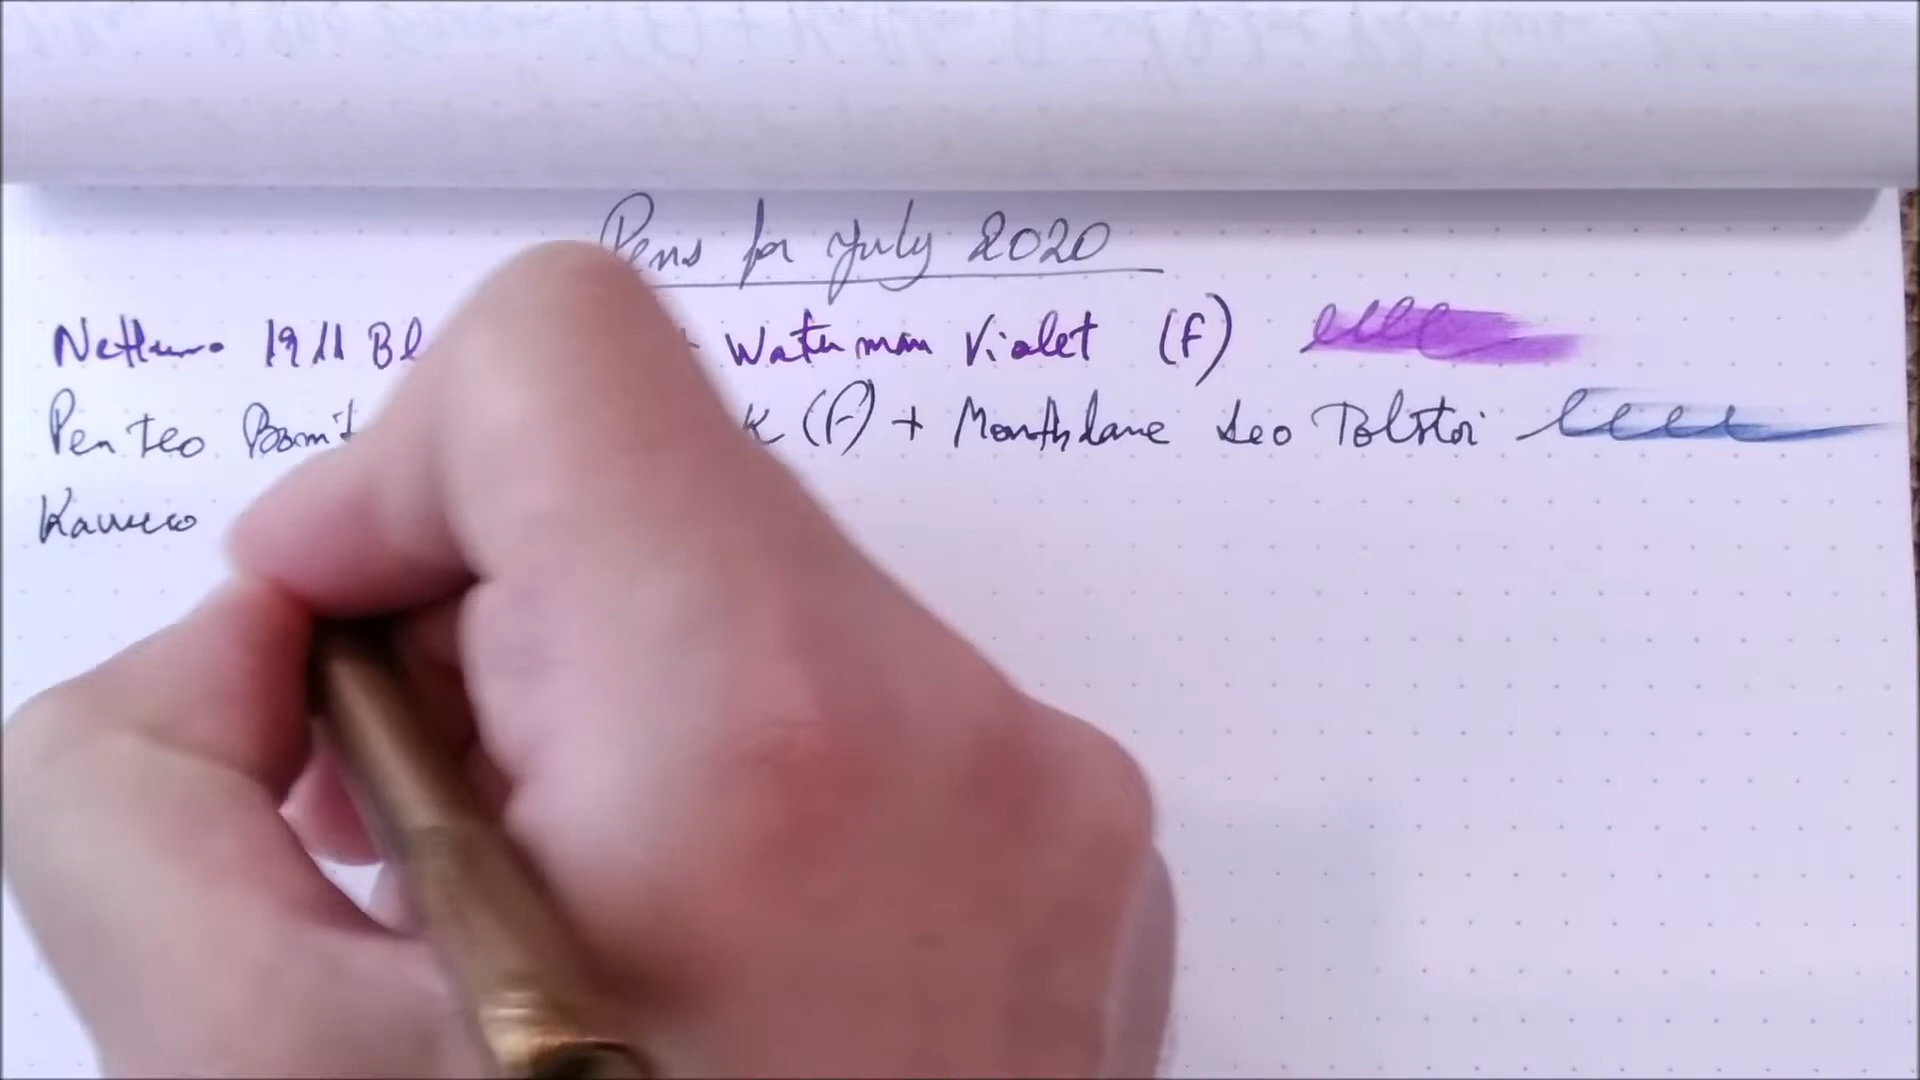 Pens for July 2020
Nettuno 1911 Bl Waterman Violet (F)
Penteo (F) + Montblanc Leo Tolstoi
Kaweco